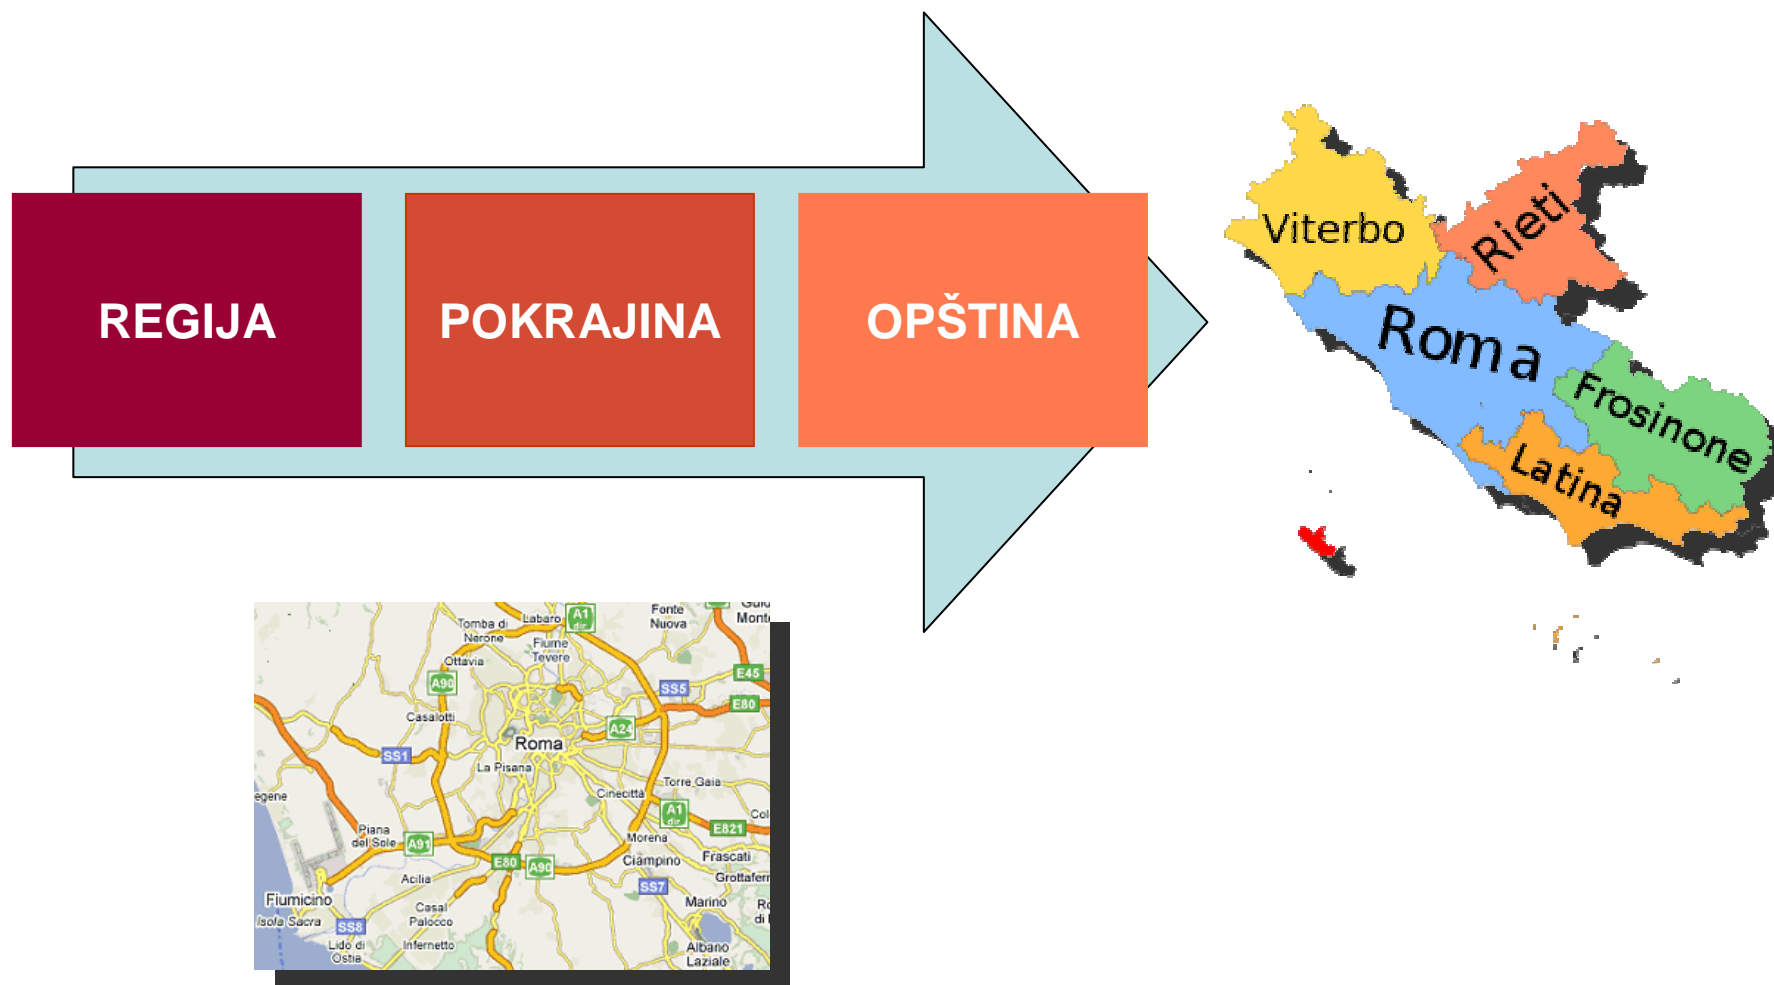 REGIJA
POKRAJINA
OPŠTINA
Viterbo
Rieti
Roma
Frosinone
Latina
Tomba di
Nerone
Labaro
A1
dir
Fonte
Nuova
Fiume
Tevere
Ottavia
A90
SS5
E45
E80
Casalotti
A24
SS1
Roma
La Pisana
Torre Gaia
Cinecittà
A1
dir
E821
Piana
del Sole
A91
Morena
E80
A90
Ciampino
Frascati
Acilia
SS7
Fiumicino
Isola Sacra
Casal
Palocco
Marino
SS8
Lido di
Ostia
Infernetto
Albano
Laziale